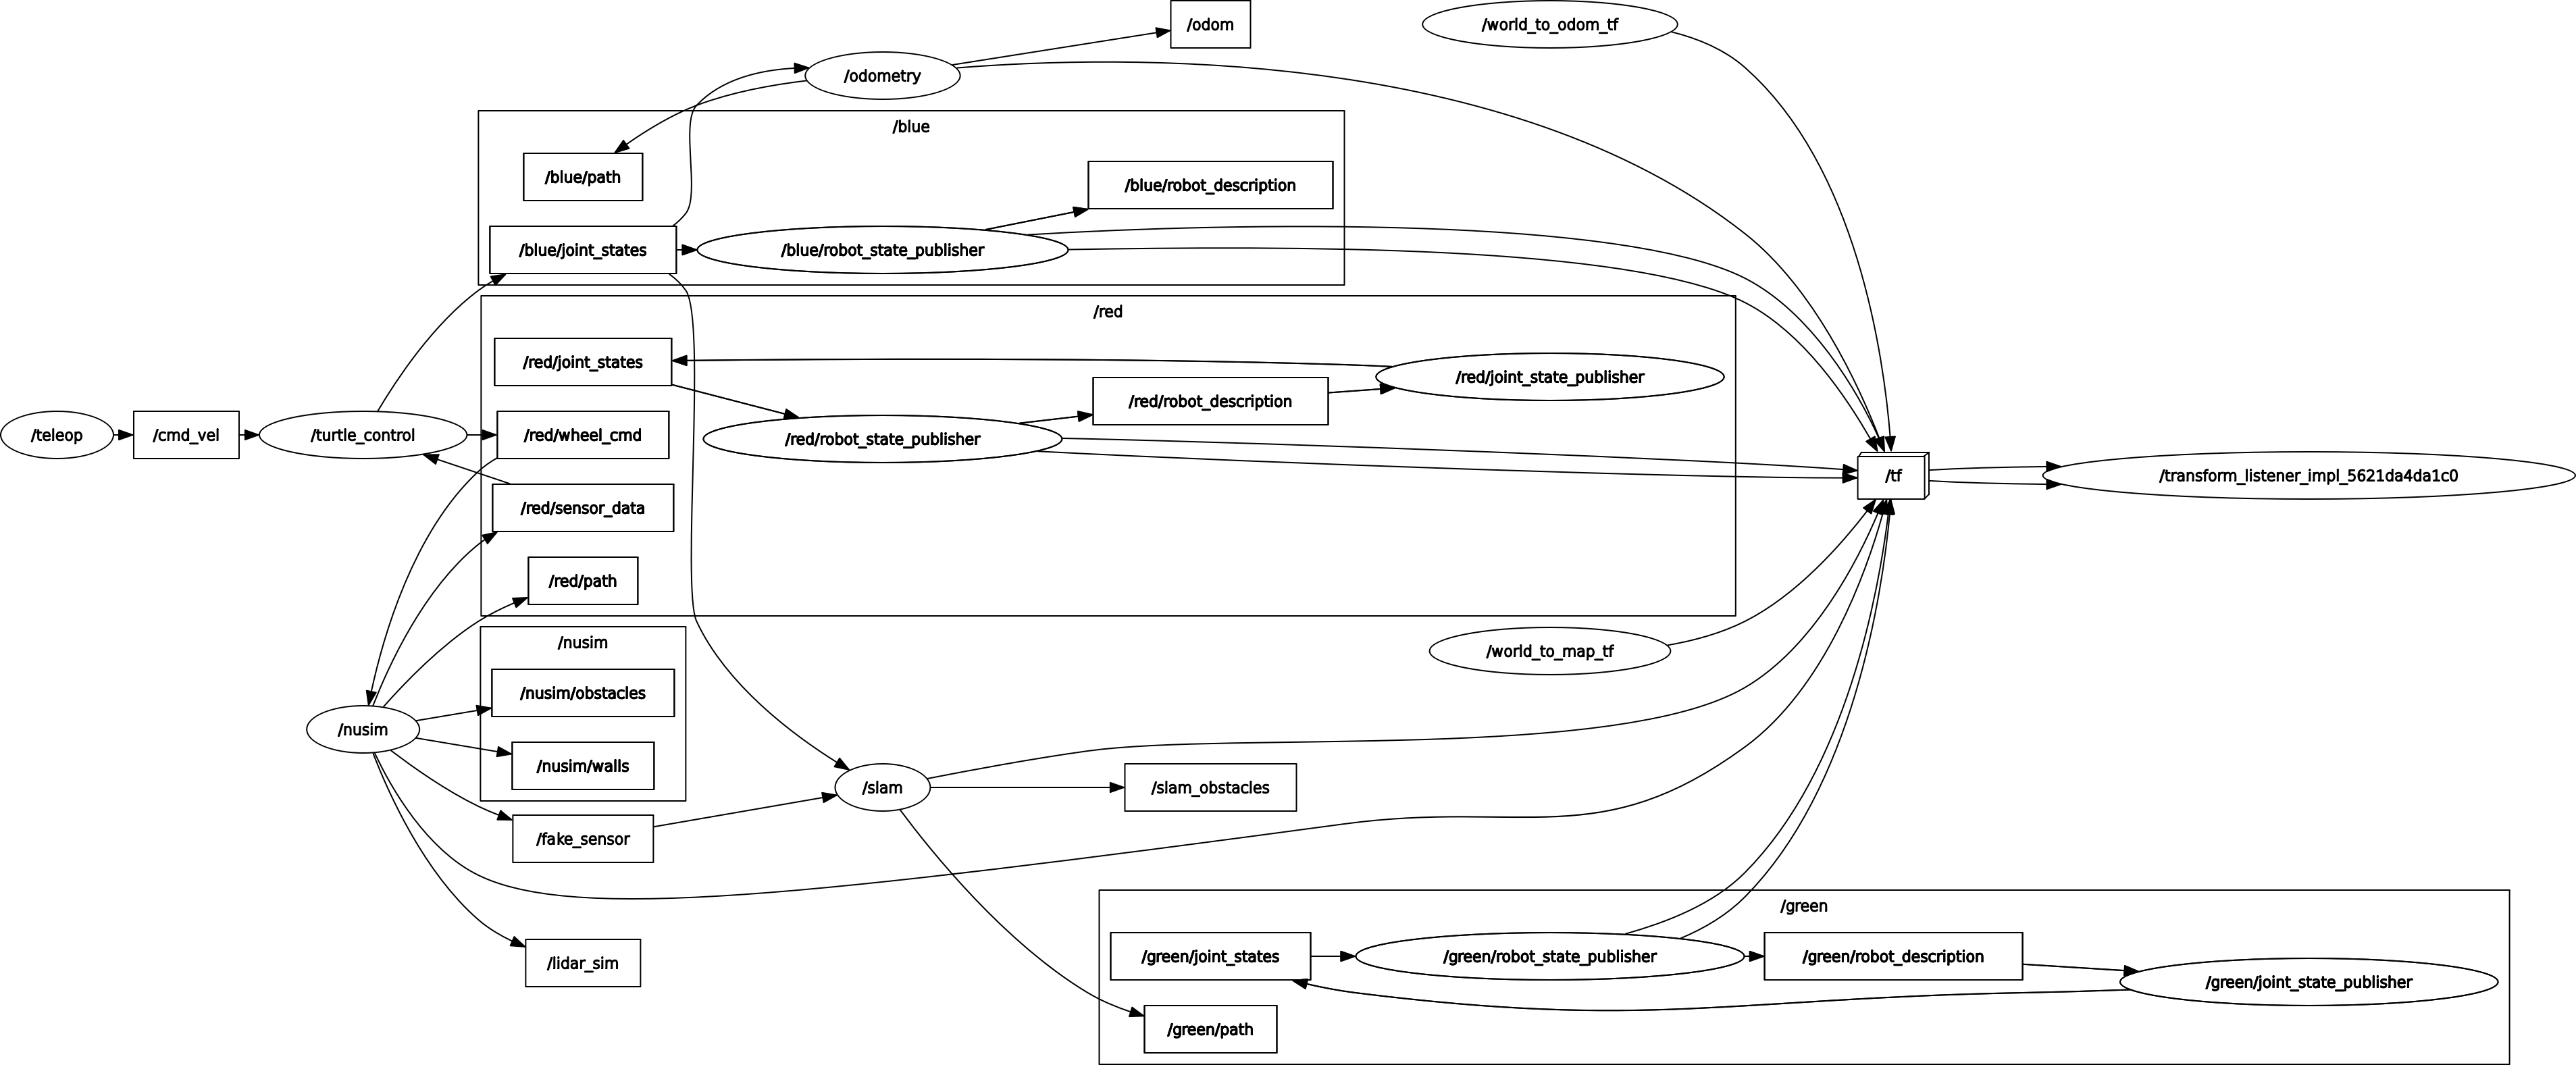 /odom
/world_to_odom_tf
/odometry
/blue
/blue/path
/blue/robot_description
/blue/joint_states
/blue/robot_state_publisher
/red
/red/joint_states
/red/joint_state_publisher
/red/robot_description
/teleop
/cmd_vel
/turtle_control
/red/wheel_cmd
/red/robot_state_publisher
/tf
/transform_listener_impl_5621da4da1c0
/red/sensor_data
/red/path
/nusim
/world_to_map_tf
/nusim/obstacles
/nusim
/nusim/walls
/slam
/slam_obstacles
/fake_sensor
/green
/lidar_sim
/green/joint_states
/green/robot_state_publisher
/green/robot_description
/green/joint_state_publisher
/green/path